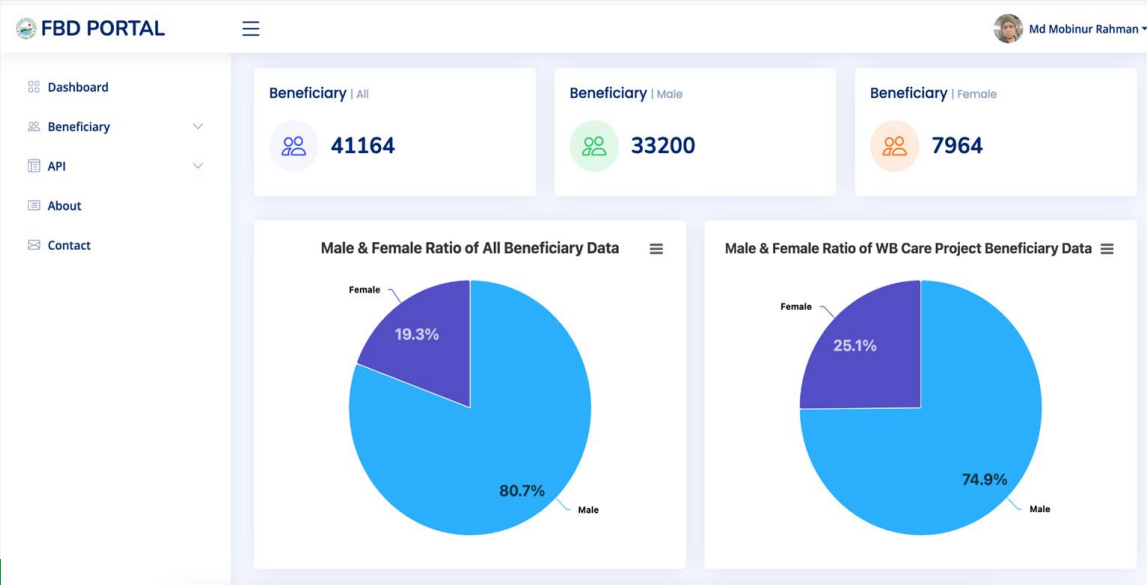 FBD PORTAL
Md Mobinur Rahman
Dashboard
Beneficiary
API
About
Contact
Beneficiary | All
41164
Beneficiary | Male
33200
Beneficiary | Female
7964
Male & Female Ratio of All Beneficiary Data
Female
19.3%
80.7%
Male
Male & Female Ratio of WB Care Project Beneficiary Data
Female
25.1%
74.9%
Male